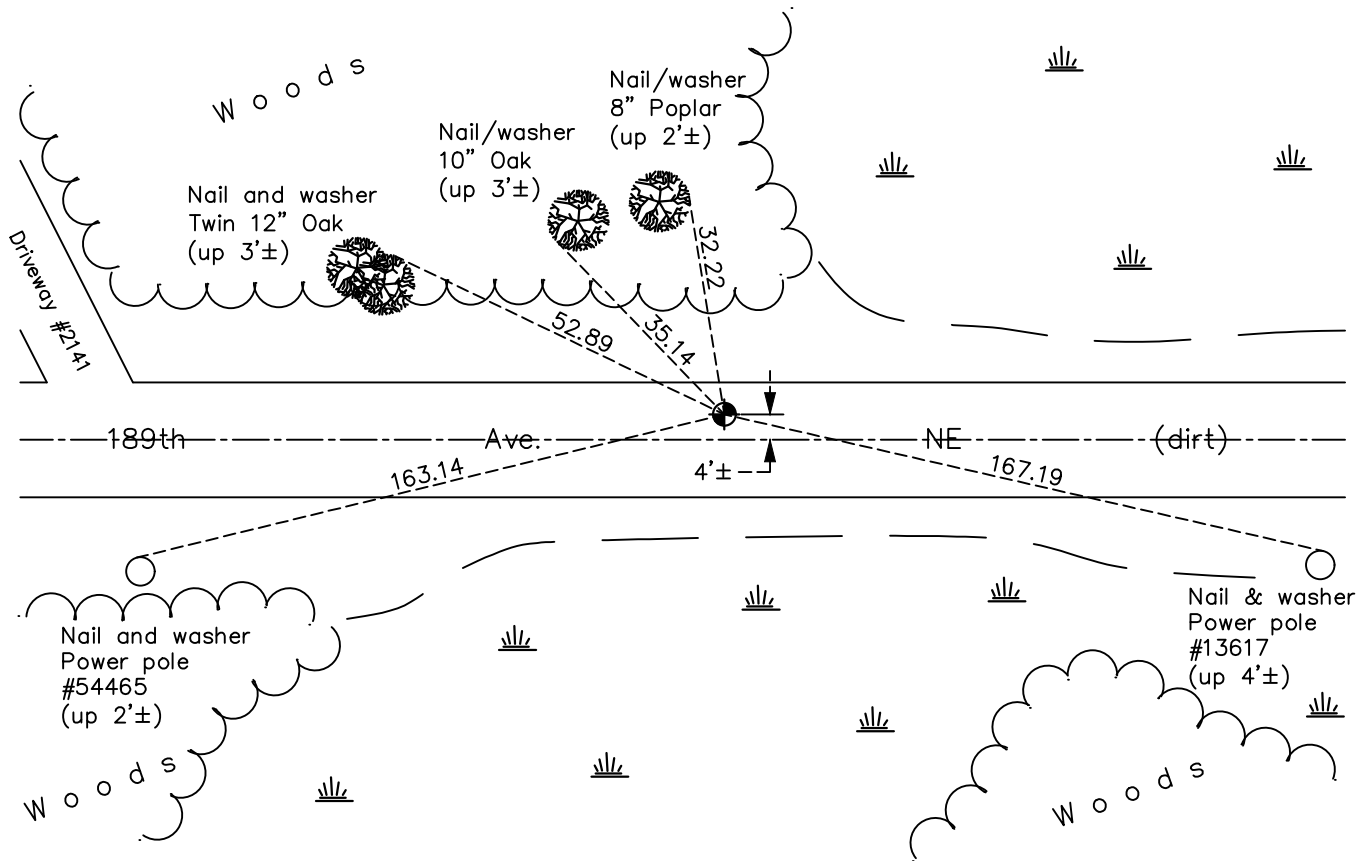 Woods
Nail/washer
8” Poplar
(up 2'±)
Nail/washer
10” Oak
(up 3'±)
Nail and washer
Twin 12” Oak
(up 3'±)
Driveway #2141
32.22
35.14
52.89
189th Ave. NE (dirt)
4'±
163.14
167.19
Nail and washer
Power pole
#54465
(up 2'±)
Nail & washer
Power pole
#13617
(up 4'±)
Woods
Woods